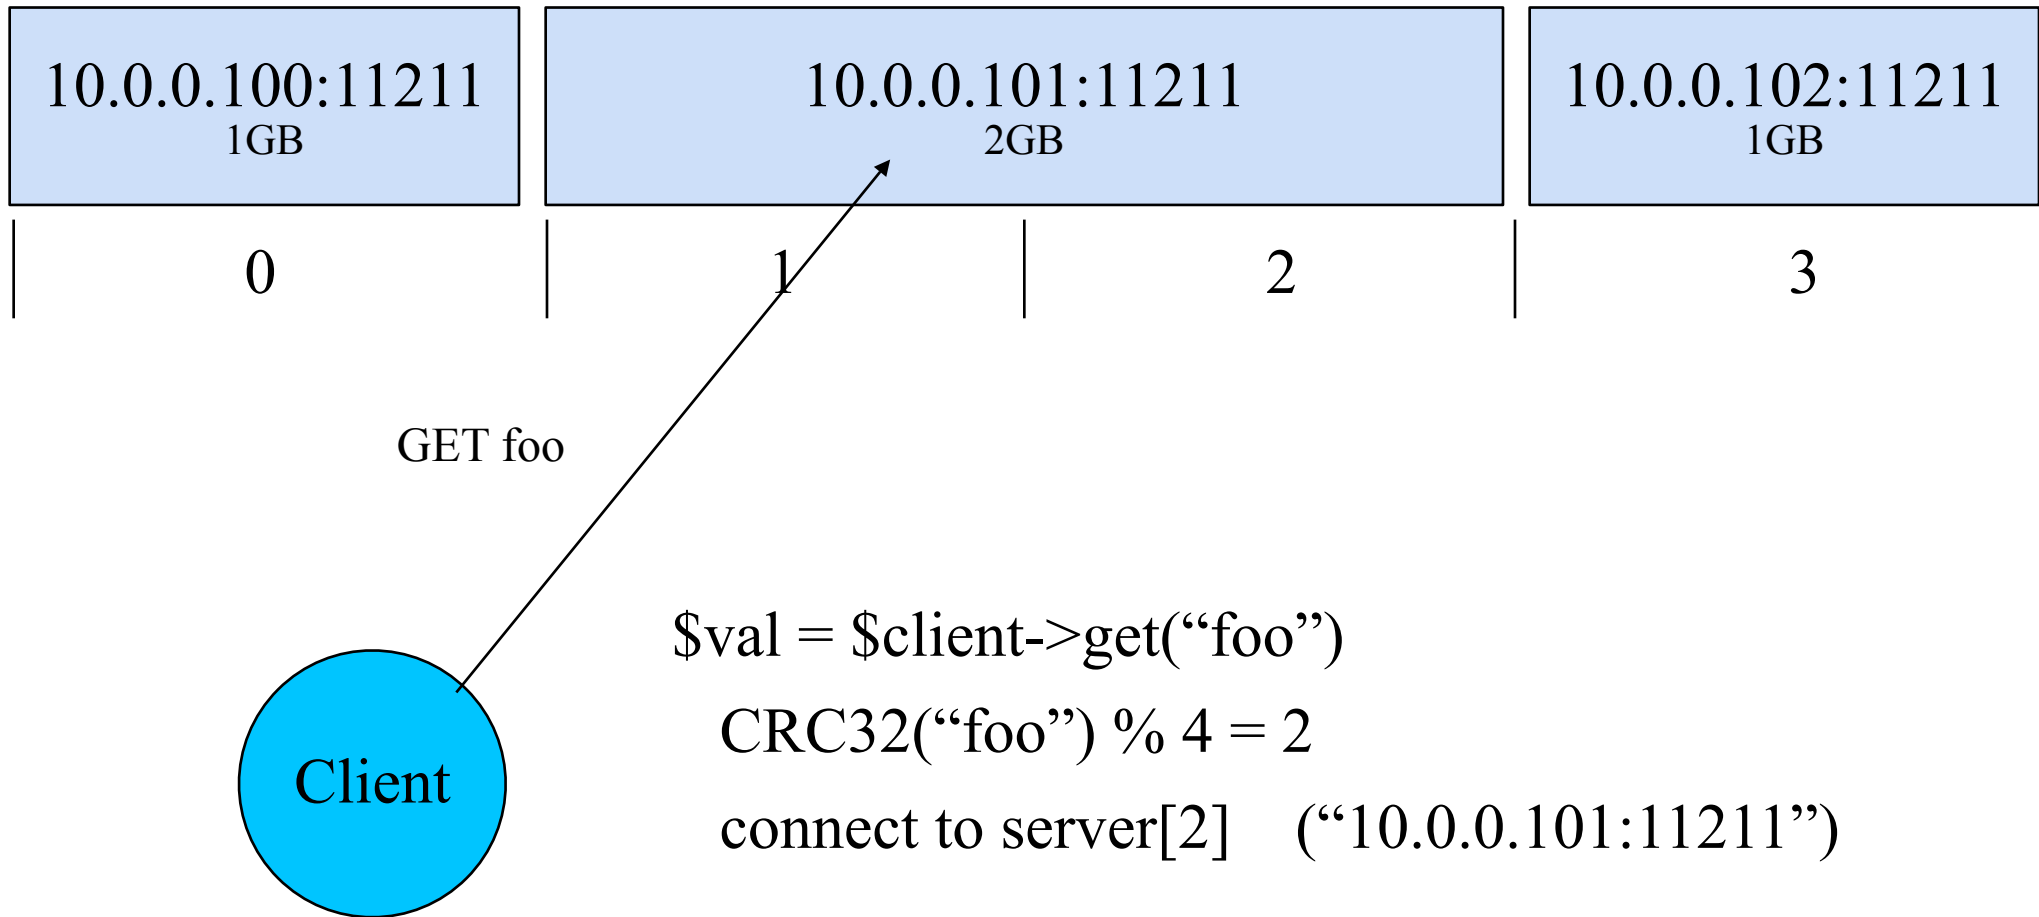 10.0.0.100:11211
1GB
10.0.0.101:11211
2GB
10.0.0.102:11211
1GB
0
1
2
3
GET foo
Client
$val = $client->get(“foo”)
CRC32(“foo”) % 4 = 2
connect to server[2] (“10.0.0.101:11211”)